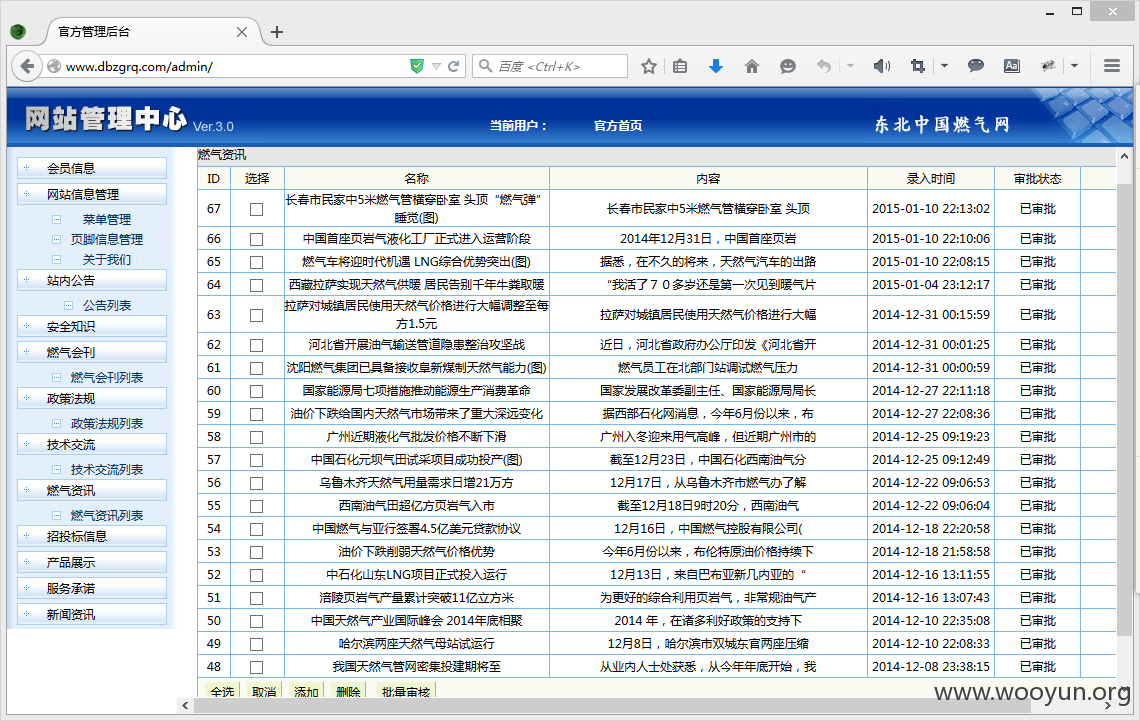 官方管理后台
www.dbzgrq.com/admin/
百度 <Ctrl+K>
网站管理中心 Ver.3.0
当前用户：
官方首页
东北中国燃气网
会员信息
网站信息管理
菜单管理
页脚信息管理
关于我们
站内公告
公告列表
安全知识
燃气会刊
燃气会刊列表
政策法规
政策法规列表
技术交流
技术交流列表
燃气资讯
燃气资讯列表
招投标信息
产品展示
服务承诺
新闻资讯
燃气资讯
ID 选择 名称 内容 录入时间 审批状态
67 长春市民家中5米燃气管横穿卧室 头顶“燃气弹” 长春市民家中5米燃气管横穿卧室 头顶 2015-01-10 22:13:02 已审批
睡觉(图)
66 中国首座页岩气液化工厂正式进入运营阶段 2014年12月31日，中国首座页岩 2015-01-10 22:10:06 已审批
65 燃气车将迎时代机遇 LNG综合优势突出(图) 据悉，在不久的将来，天然气汽车的出路 2015-01-10 22:08:15 已审批
64 西藏拉萨实现天然气供暖 居民告别千年牛粪取暖 “我活了７０多岁还是第一次见到暖气片 2015-01-04 23:12:17 已审批
63 拉萨对城镇居民使用天然气价格进行大幅调整至每 拉萨对城镇居民使用天然气价格进行大幅 2014-12-31 00:15:59 已审批
方1.5元
62 河北省开展油气输送管道隐患整治攻坚战 近日，河北省政府办公厅印发《河北省开 2014-12-31 00:01:25 已审批
61 沈阳燃气集团已具备接收阜新煤制天然气能力(图) 燃气员工在北部门站调试燃气压力 2014-12-31 00:00:59 已审批
60 国家能源局七项措施推动能源生产消费革命 国家发展改革委副主任、国家能源局局长 2014-12-27 22:11:18 已审批
59 油价下跌给国内天然气市场带来了重大深远变化 据西部石化网消息，今年6月份以来，布 2014-12-27 22:08:36 已审批
58 广州近期液化气批发价格不断下滑 广州入冬迎来用气高峰，但近期广州市的 2014-12-25 09:19:23 已审批
57 中国石化元坝气田试采项目成功投产(图) 截至12月23日，中国石化西南油气分 2014-12-25 09:12:49 已审批
56 乌鲁木齐天然气用量需求日增21万方 12月17日，从乌鲁木齐市燃气办了解 2014-12-22 09:06:53 已审批
55 西南油气田超亿方页岩气入市 截至12月18日9时20分，西南油气 2014-12-22 09:06:04 已审批
54 中国燃气与亚行签署4.5亿美元贷款协议 12月16日，中国燃气控股有限公司( 2014-12-18 22:20:58 已审批
53 油价下跌削弱天然气价格优势 今年6月份以来，布伦特原油价格持续下 2014-12-18 21:58:58 已审批
52 中石化山东LNG项目正式投入运行 12月13日，来自巴布亚新几内亚的“ 2014-12-16 13:11:55 已审批
51 涪陵页岩气产量累计突破11亿立方米 为更好的综合利用页岩气，非常规油气产 2014-12-16 13:07:43 已审批
50 中国天然气产业国际峰会 2014年底相聚 2014 年，在诸多利好政策的支持下 2014-12-10 22:35:08 已审批
49 哈尔滨两座天然气母站试运行 12月8日，哈尔滨市双城东官两座压缩 2014-12-10 22:08:33 已审批
48 我国天然气管网密集投建期将至 从业内人士处获悉，从今年年底开始，我 2014-12-08 23:38:15 已审批
全选 取消 添加 删除 批量审核
www.wooyun.org